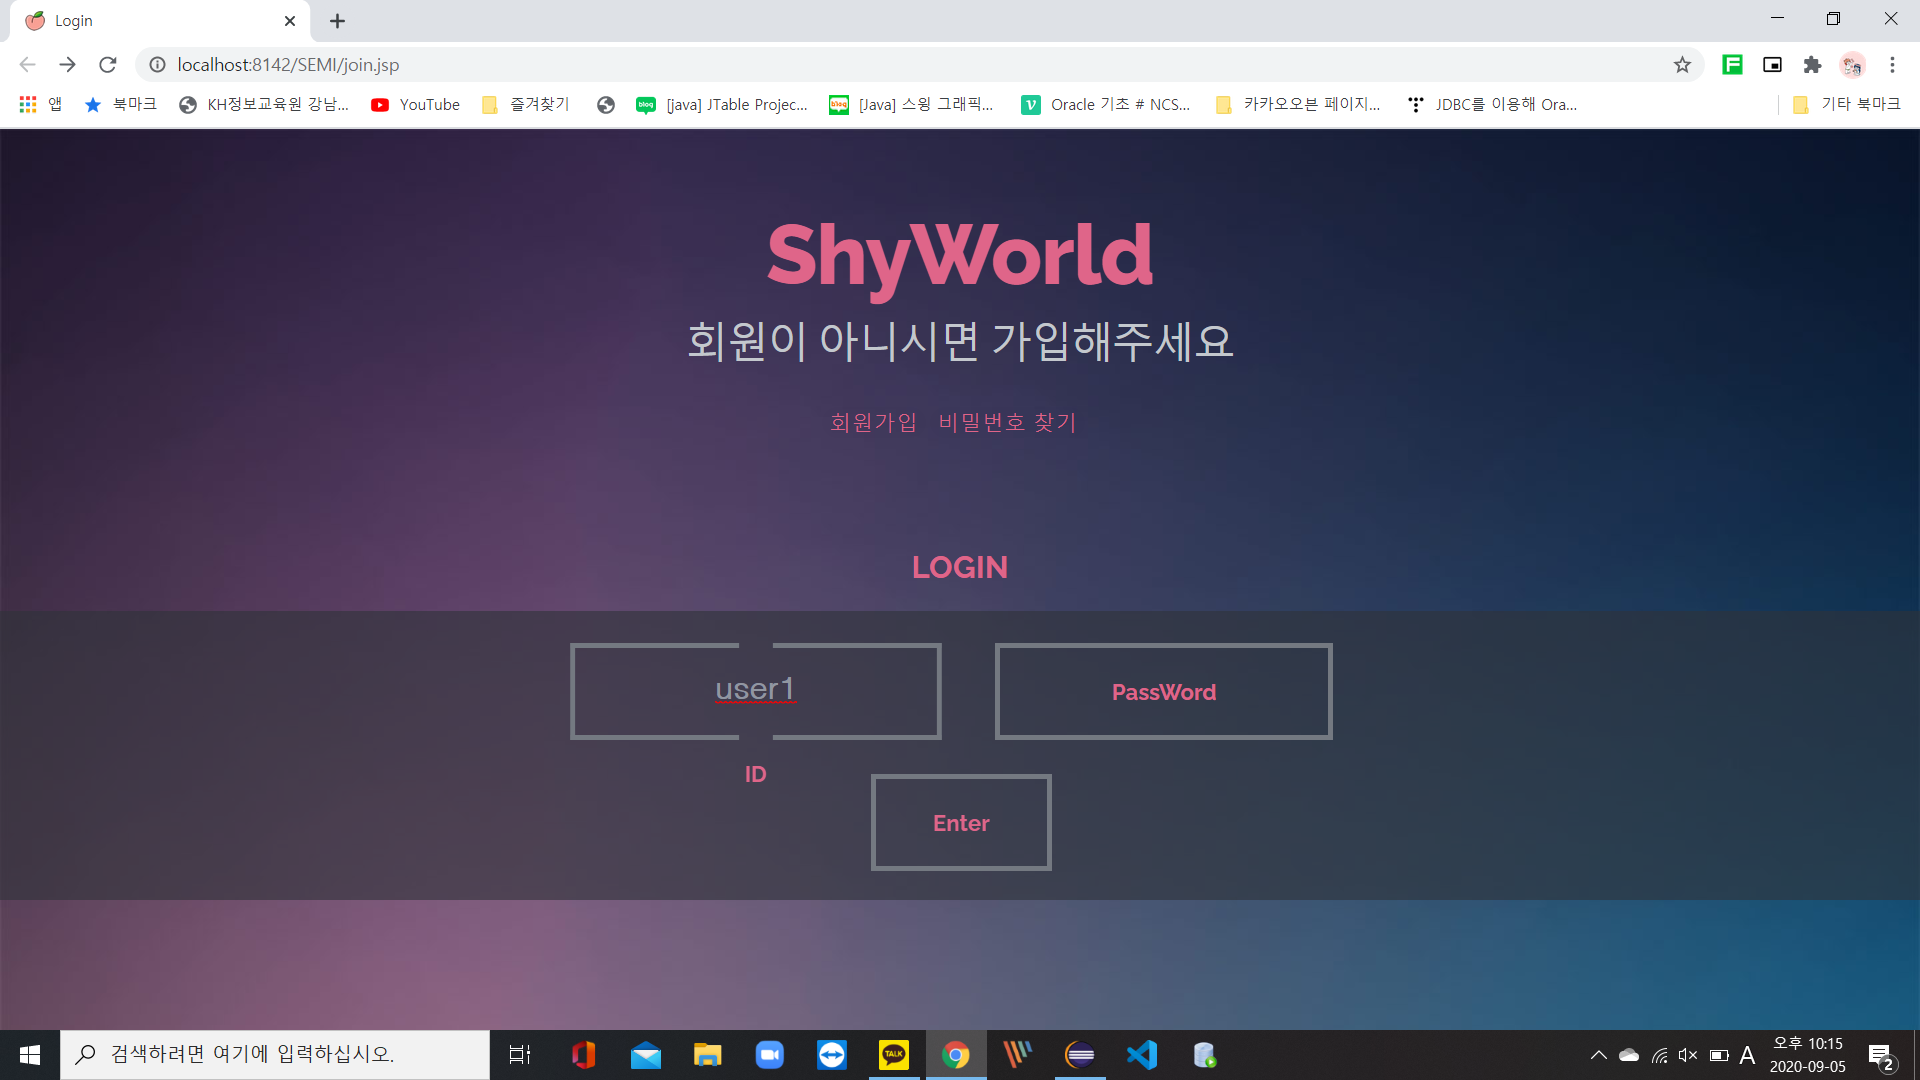 Login
localhost:8142/SEMI/join.jsp
앱 북마크 KH정보교육원 강남... YouTube 즐겨찾기 [java] JTable Projec... [Java] 스윙 그래픽... Oracle 기초 # NCS... 카카오오븐 페이지... JDBC를 이용해 Ora... 기타 북마크
ShyWorld
회원이 아니시면 가입해주세요
회원가입 비밀번호 찾기
LOGIN
user1
PassWord
ID
Enter
검색하려면 여기에 입력하십시오.
TALK
A
오후 10:15
2020-09-05
2